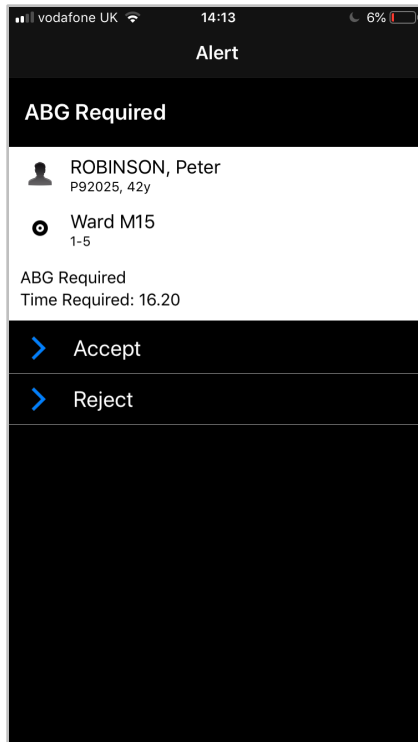 vodafone UK 14:13 6%
Alert
ABG Required
ROBINSON, Peter
P92025, 42y
Ward M15
1-5
ABG Required
Time Required: 16.20
Accept
Reject